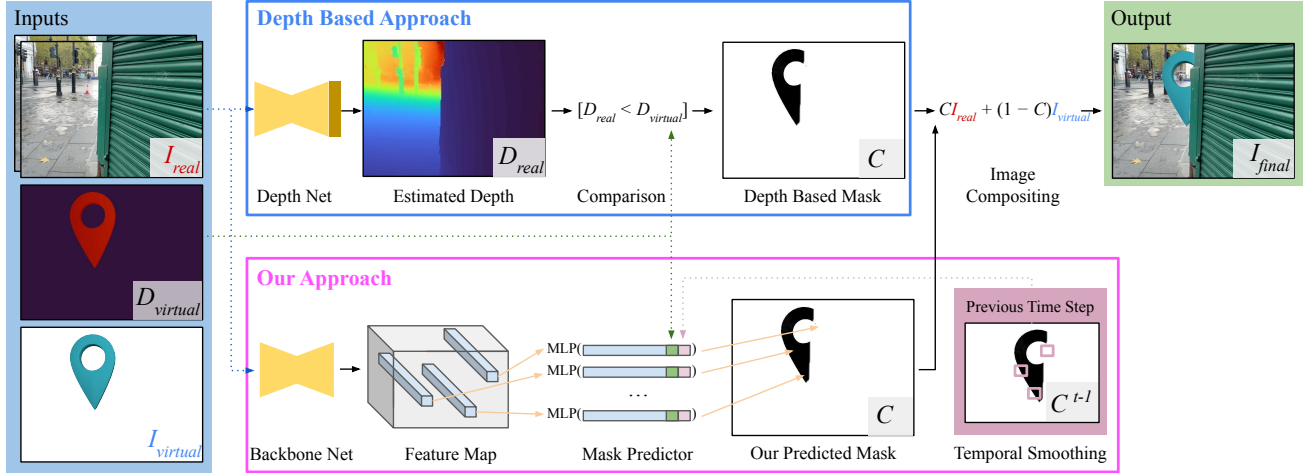 Inputs
I_real
D_virtual
I_virtual
Depth Based Approach
D_real
[D_real < D_virtual]
C
Depth Net
Estimated Depth
Comparison
Depth Based Mask
CI_real + (1 − C)I_virtual
Image
Compositing
Output
I_final
Our Approach
MLP( )
MLP( )
...
MLP( )
C
Previous Time Step
C^t-1
Backbone Net
Feature Map
Mask Predictor
Our Predicted Mask
Temporal Smoothing